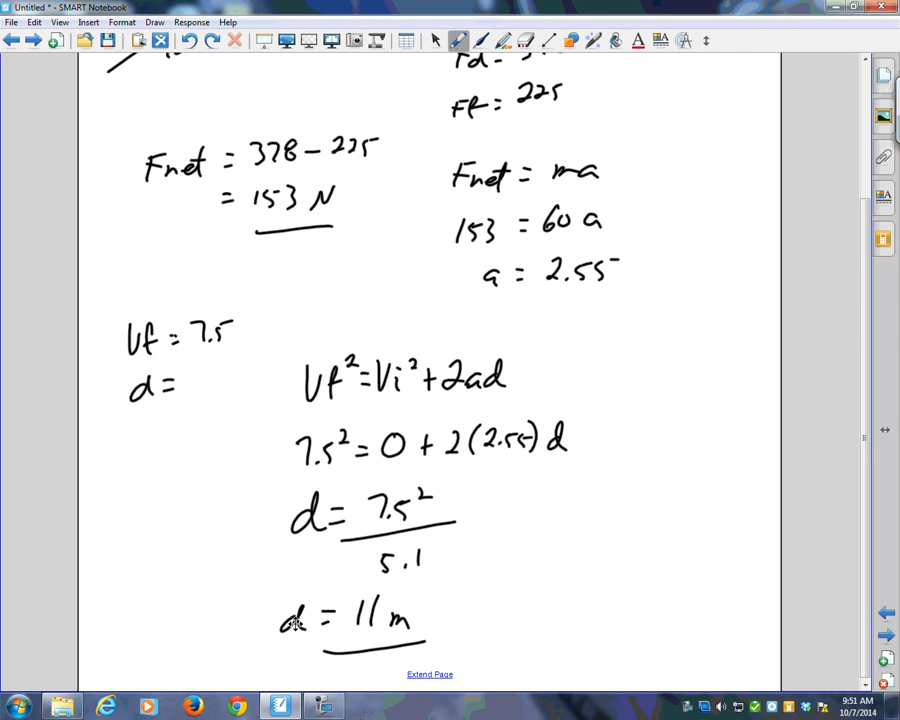 Untitled * - SMART Notebook
File Edit View Insert Format Draw Response Help
Fd =
Ff = 225
Fnet = 378 - 225
= 153 N
Fnet = ma
153 = 60 a
a = 2.55
Vf = 7.5
d =
Vf² = Vi² + 2ad
7.5² = 0 + 2(2.55)d
d = 7.5²
5.1
d = 11 m
Extend Page
9:51 AM
10/7/2014